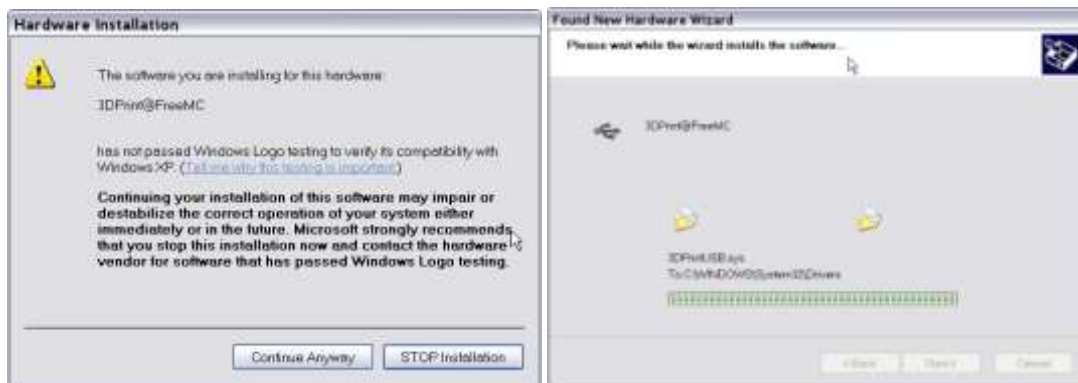 Hardware Installation
The software you are installing for this hardware:
3DPrint@FreeMC
has not passed Windows Logo testing to verify its compatibility with
Windows XP. (Tell me why this testing is important.)
Continuing your installation of this software may impair or
destabilize the correct operation of your system either
immediately or in the future. Microsoft strongly recommends
that you stop this installation now and contact the hardware
vendor for software that has passed Windows Logo testing.
Continue Anyway
STOP Installation
Found New Hardware Wizard
Please wait while the wizard installs the software...
3DPrint@FreeMC
3DPrintUSB.sys
To C:\WINDOWS\System32\Drivers
< Back
Next >
Cancel